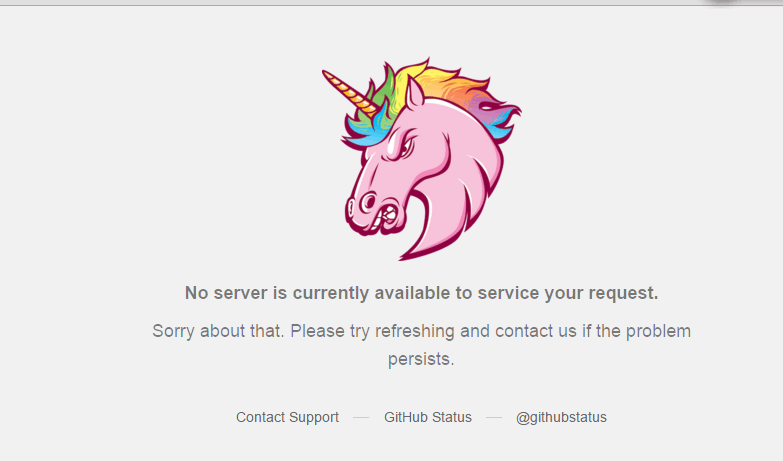 No server is currently available to service your request.
Sorry about that. Please try refreshing and contact us if the problem
persists.
Contact Support — GitHub Status — @githubstatus